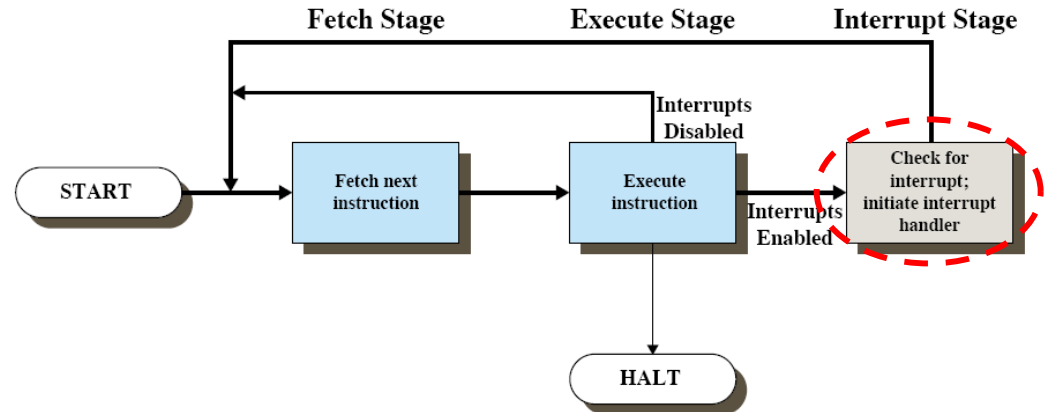 Fetch Stage
Execute Stage
Interrupt Stage
Interrupts
Disabled
START
Fetch next
instruction
Execute
instruction
Interrupts
Enabled
Check for
interrupt;
initiate interrupt
handler
HALT